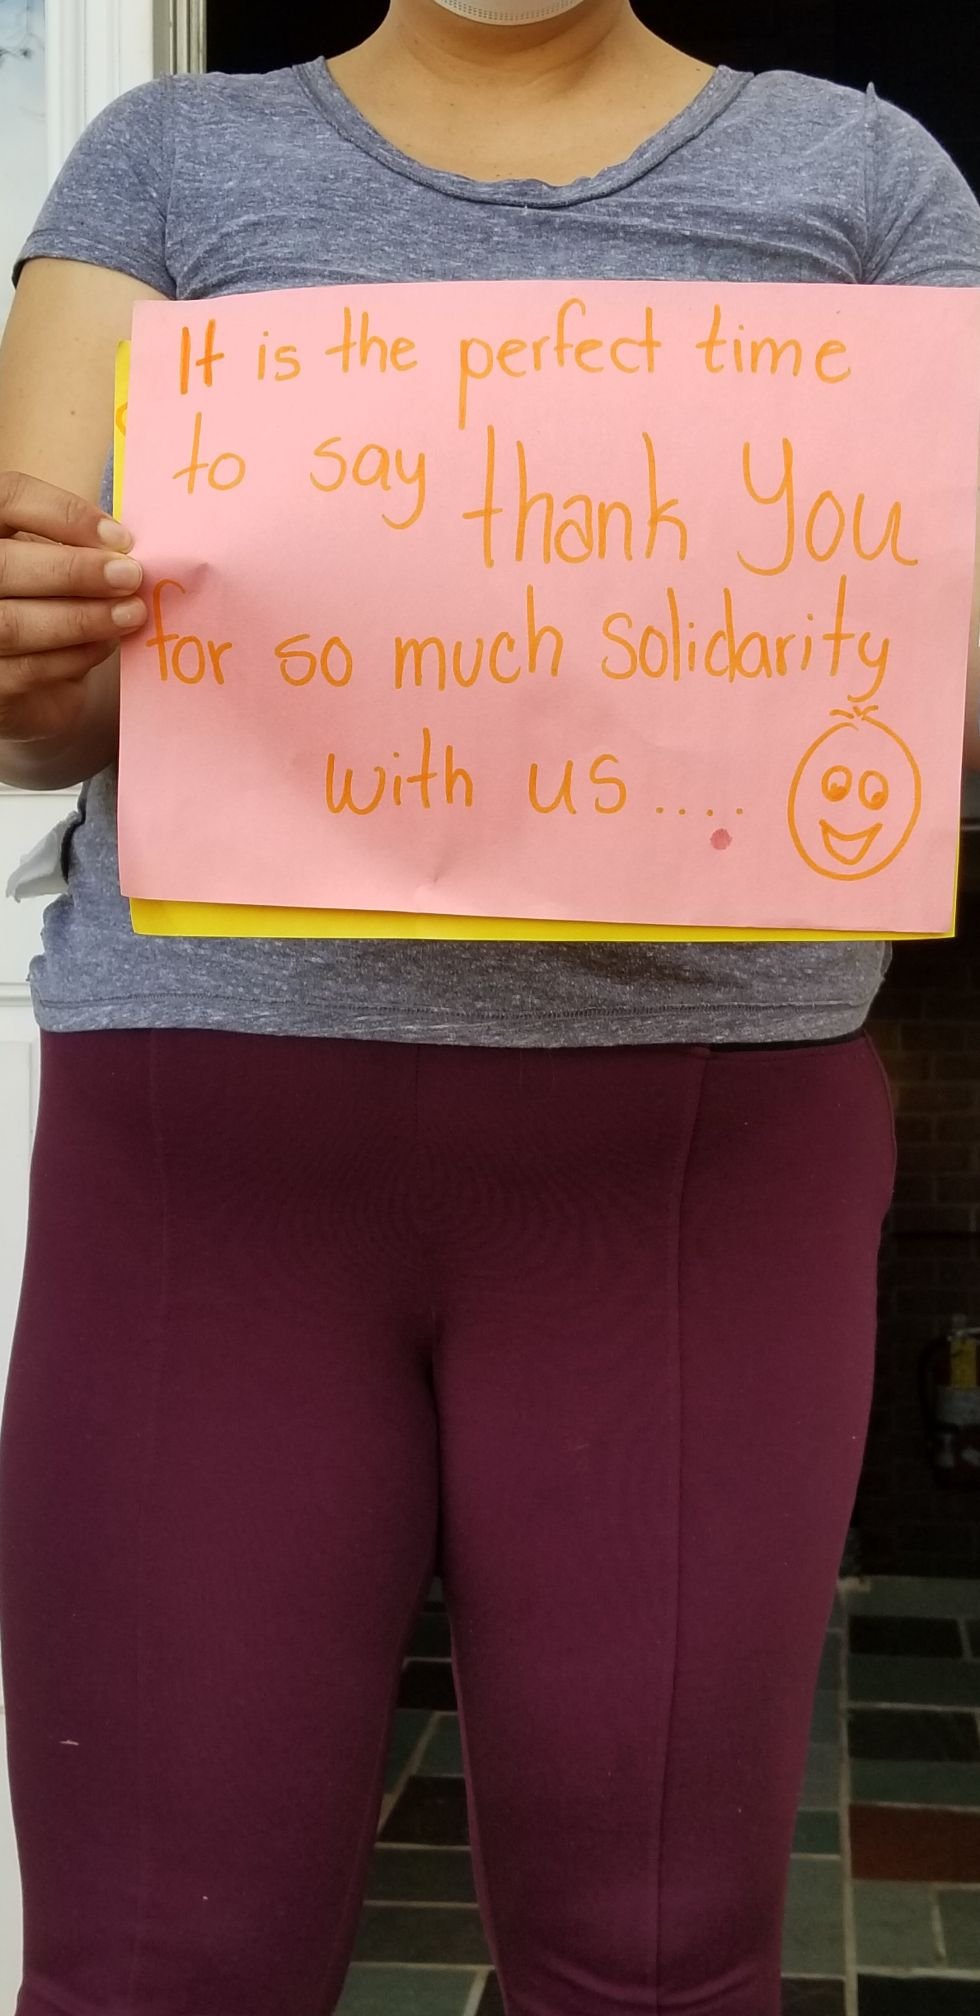 It is the perfect time
to say thank you
for so much solidarity
with us....